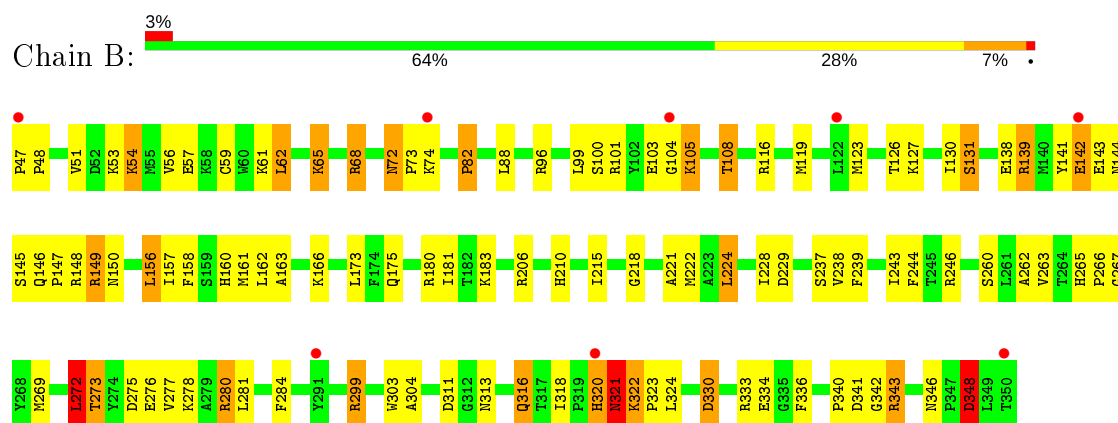 3%
Chain B:
64% 28% 7% •
P47 P48 V51 D52 K53 K54 M55 V56 E57 K58 C59 W60 K61 L62 K65 R68 N72 P73 K74 P82 L88 R96 L99 S100 R101 Y102 E103 G104 K105 T108 R116 M119 L122 M123 T126 K127 I130 S131 E138 R139 M140 Y141 E142 E143 N144
S145 Q146 P147 R148 R149 N150 L156 I157 F158 S159 H160 M161 L162 A163 K166 L173 F174 Q175 R180 I181 T182 K183 R206 H210 I215 G218 A221 M222 A223 L224 I228 D229 S237 V238 F239 I243 F244 T245 R246 S260 L261 A262 V263 T264 H265 P266 G267
Y268 M269 L272 T273 Y274 D275 E276 V277 K278 A279 R280 L281 F284 Y291 R299 W303 A304 D311 G312 N313 Q316 T317 I318 P319 H320 N321 K322 P323 L324 D330 R333 E334 G335 F336 P340 D341 G342 R343 N346 P347 D348 L349 T350